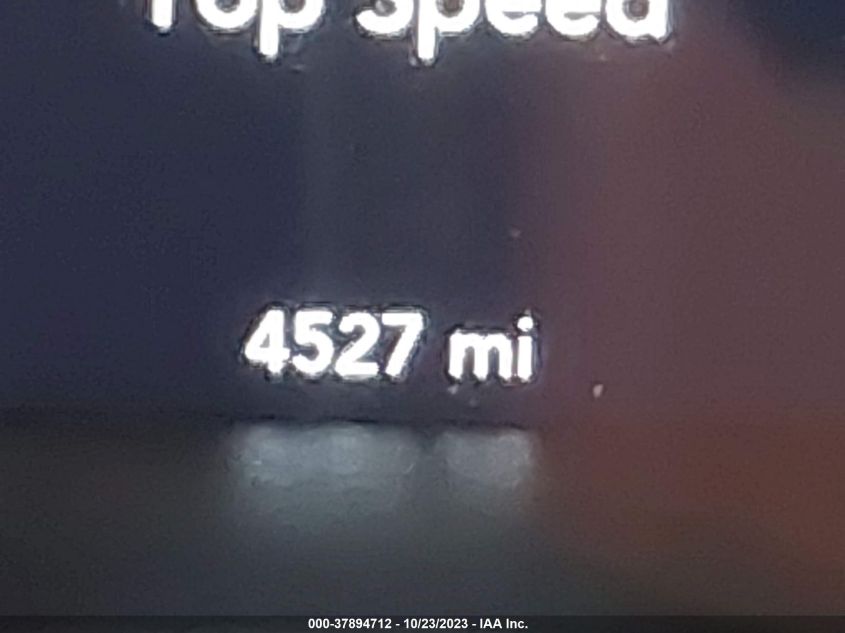 Top Speed
4527 mi
000-37894712 - 10/23/2023 - IAA Inc.